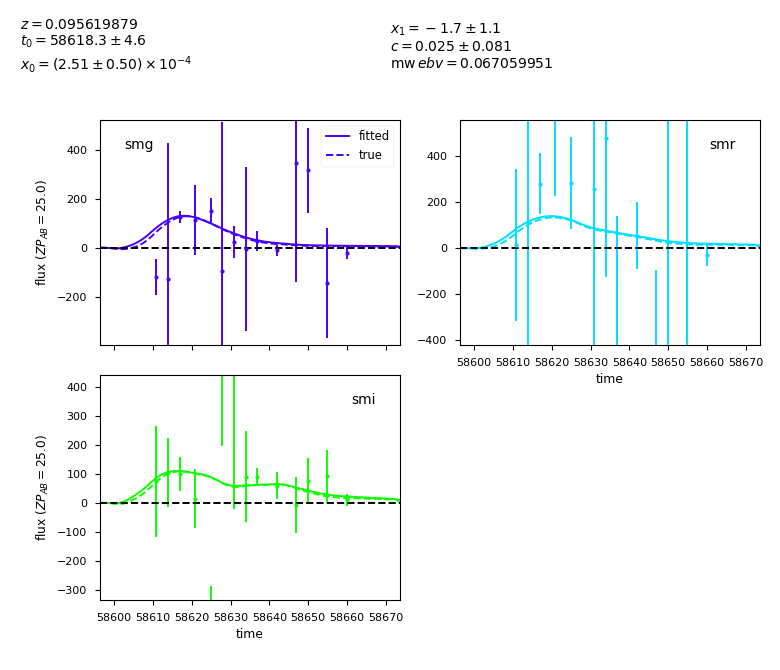 z = 0.095619879
t₀ = 58618.3 ± 4.6
x₀ = (2.51 ± 0.50) × 10⁻⁴
x₁ = −1.7 ± 1.1
c = 0.025 ± 0.081
mw ebv = 0.067059951
smg
fitted
true
400
200
0
−200
flux (ZP_AB = 25.0)
smr
400
200
0
−200
−400
58600 58610 58620 58630 58640 58650 58660 58670
time
smi
400
300
200
100
0
−100
−200
−300
flux (ZP_AB = 25.0)
58600 58610 58620 58630 58640 58650 58660 58670
time